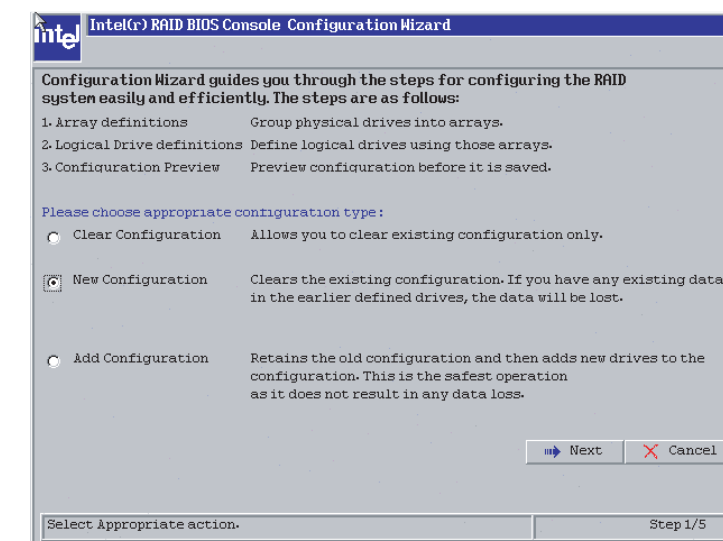 intel
Intel(r) RAID BIOS Console Configuration Wizard
Configuration Wizard guides you through the steps for configuring the RAID
system easily and efficiently. The steps are as follows:
1. Array definitions Group physical drives into arrays.
2. Logical Drive definitions Define logical drives using those arrays.
3. Configuration Preview Preview configuration before it is saved.
Please choose appropriate configuration type:
Clear Configuration Allows you to clear existing configuration only.
New Configuration Clears the existing configuration. If you have any existing data
in the earlier defined drives, the data will be lost.
Add Configuration Retains the old configuration and then adds new drives to the
configuration. This is the safest operation
as it does not result in any data loss.
Next Cancel
Select Appropriate action. Step 1/5